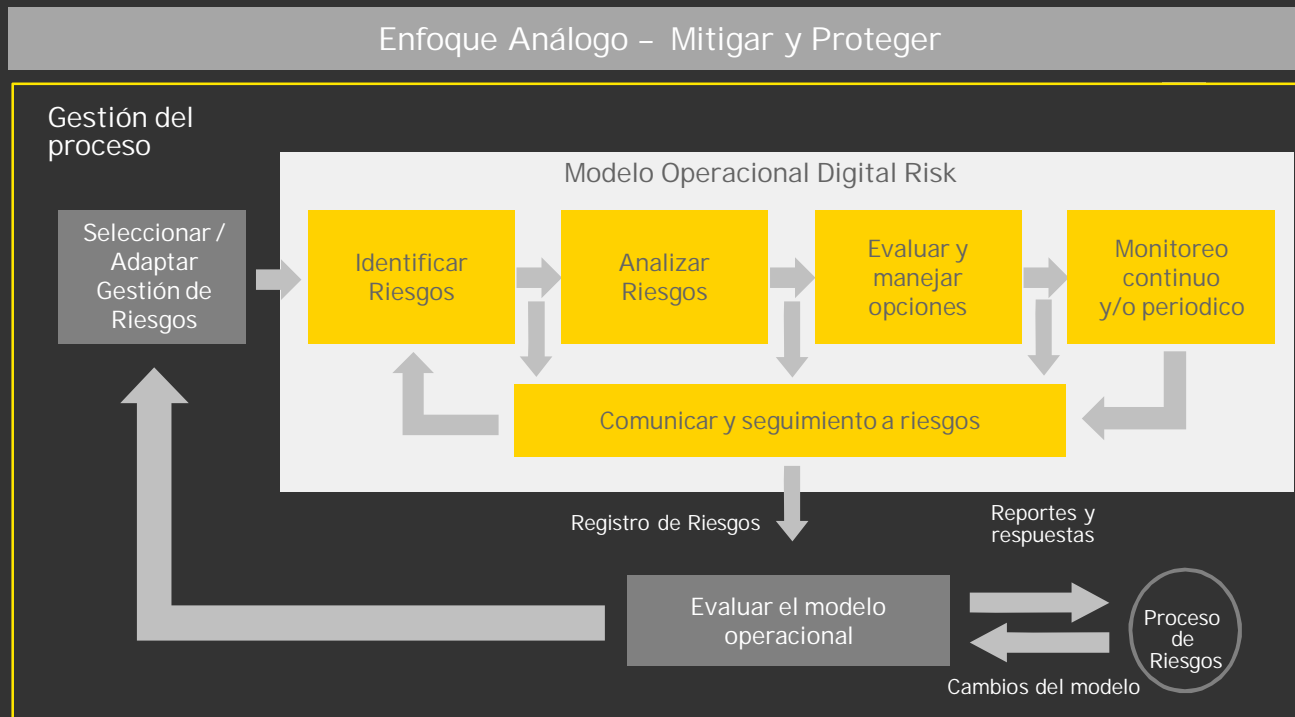 Enfoque Análogo – Mitigar y Proteger
Gestión del
proceso
Modelo Operacional Digital Risk
Seleccionar /
Adaptar
Gestión de
Riesgos
Identificar
Riesgos
Analizar
Riesgos
Evaluar y
manejar
opciones
Monitoreo
continuo
y/o periodico
Comunicar y seguimiento a riesgos
Registro de Riesgos
Reportes y
respuestas
Evaluar el modelo
operacional
Proceso
de
Riesgos
Cambios del modelo